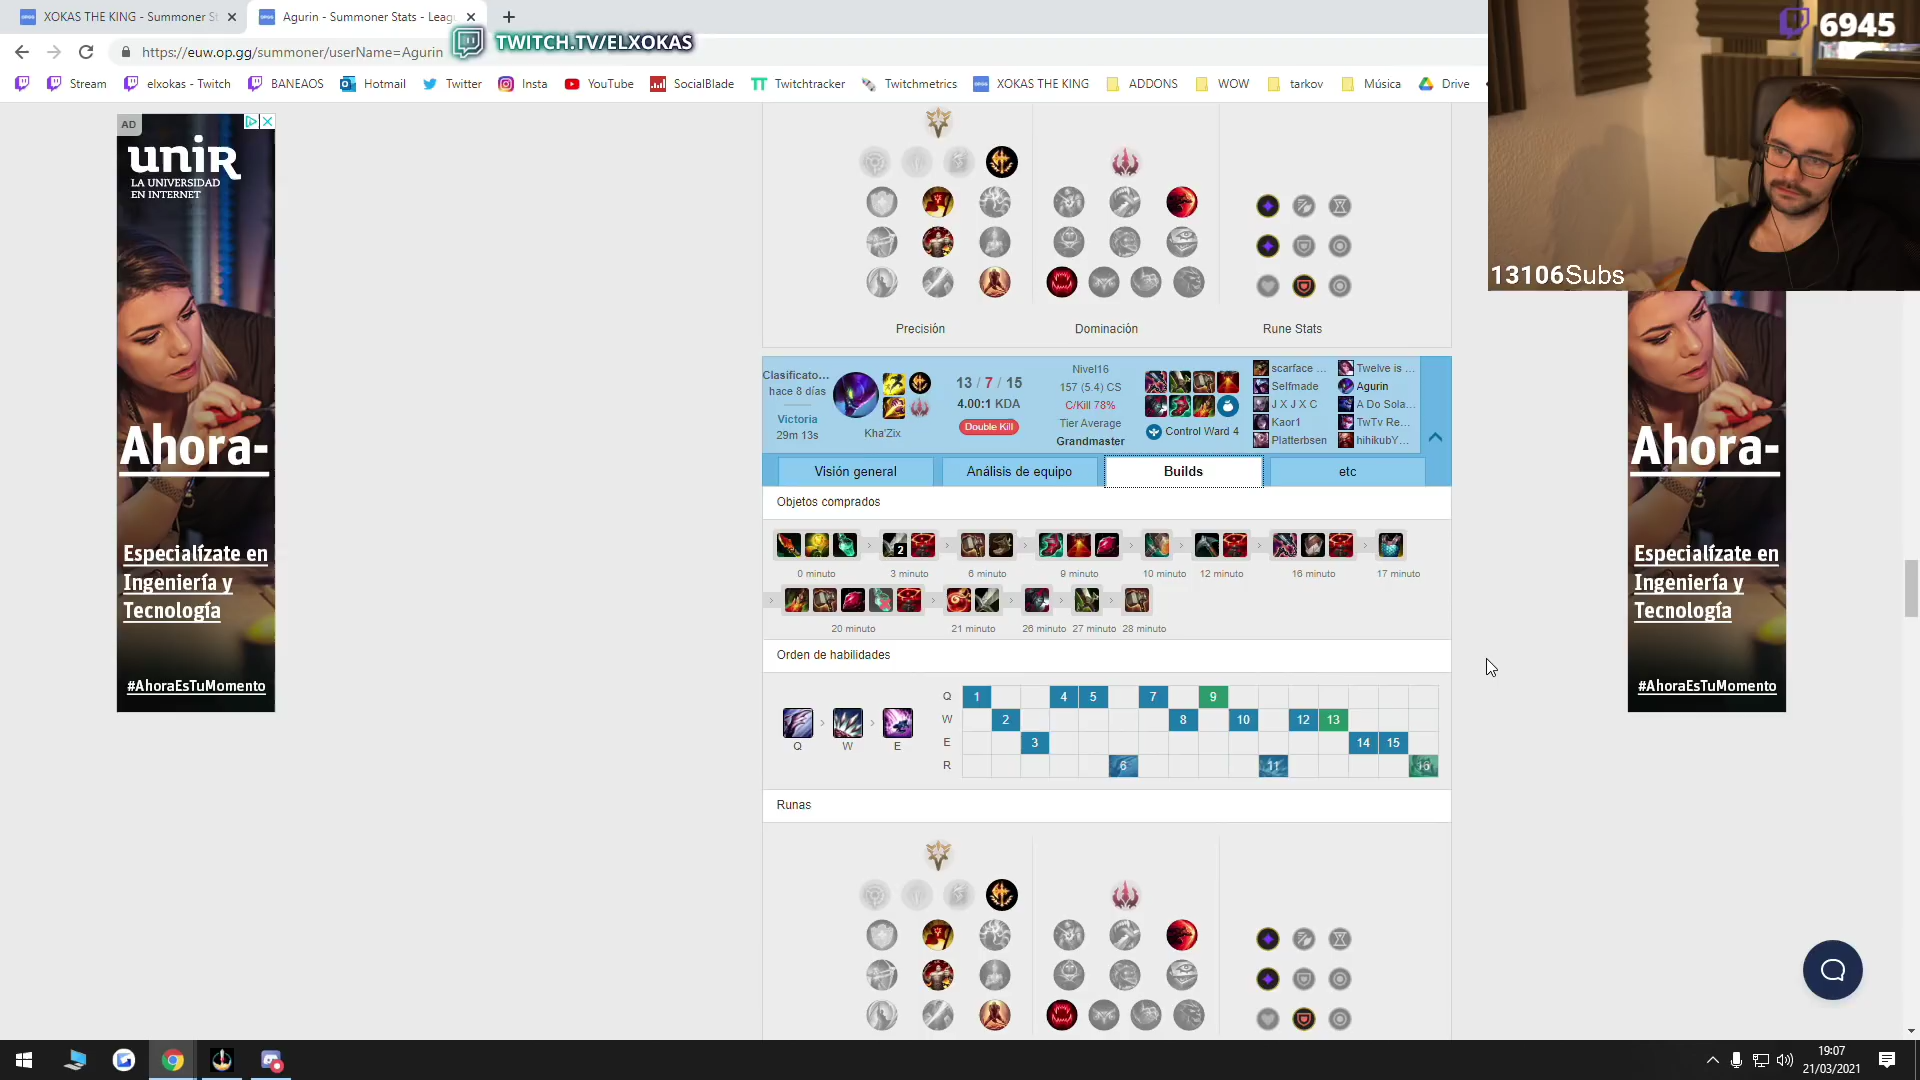 XOKAS THE KING - Summoner St
Agurin - Summoner Stats - Leag
https://euw.op.gg/summoner/userName=Agurin
TWITCH.TV/ELXOKAS
6945
Stream
elxokas - Twitch
BANEAOS
Hotmail
Twitter
Insta
YouTube
SocialBlade
Twitchtracker
Twitchmetrics
XOKAS THE KING
ADDONS
WOW
tarkov
Música
Drive
13106Subs
AD
unir
LA UNIVERSIDAD
EN INTERNET
Ahora-
Especialízate en
Ingeniería y
Tecnología
#AhoraEsTuMomento
Precisión
Dominación
Rune Stats
Clasificato...
hace 8 días
Victoria
29m 13s
Kha'Zix
13 / 7 / 15
4.00:1 KDA
Double Kill
Nivel16
157 (5.4) CS
C/Kill 78%
Tier Average
Grandmaster
Control Ward 4
scarface ...
Selfmade
J X J X C
Kaor1
Platterbsen
Twelve is ...
Agurin
A Do Sola...
TwTv Re...
hihikubY...
Visión general
Análisis de equipo
Builds
etc
Objetos comprados
2
0 minuto
3 minuto
6 minuto
9 minuto
10 minuto
12 minuto
16 minuto
17 minuto
20 minuto
21 minuto
26 minuto
27 minuto
28 minuto
Orden de habilidades
Q
W
E
Q 1 4 5 7 9
W 2 8 10 12 13
E 3 14 15
R 6 11 16
Runas
Ahora-
Especialízate en
Ingeniería y
Tecnología
#AhoraEsTuMomento
19:07
21/03/2021